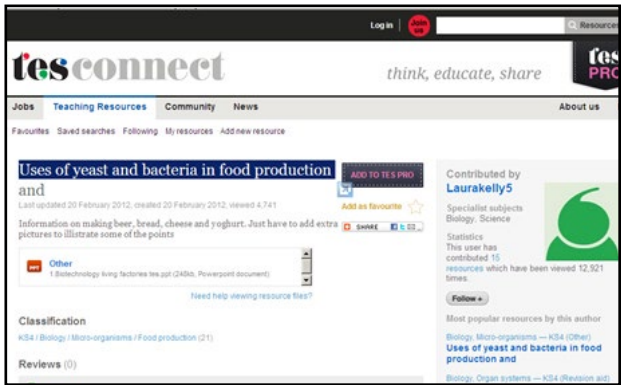 Log in
Join us
Resources
tesconnect
think, educate, share
tes
PRO
Jobs Teaching Resources Community News About us
Favourites Saved searches Following My resources Add new resource
Uses of yeast and bacteria in food production
and
ADD TO TES PRO
Last updated 20 February 2012, created 20 February 2012, viewed 4,741
Add as favourite
Information on making beer, bread, cheese and yoghurt. Just have to add extra
pictures to illistrate some of the points
SHARE
Other
1.Biotechnology living factories tes.ppt (248kb, Powerpoint document)
Need help viewing resource files?
Classification
KS4 / Biology / Micro-organisms / Food production (21)
Reviews (0)
Contributed by
Laurakelly5
Specialist subjects
Biology, Science
Statistics
This user has
contributed 15
resources which have been viewed 12,921
times.
Follow +
Most popular resources by this author
Biology, Micro-organisms — KS4 (Other)
Uses of yeast and bacteria in food
production and
Biology, Organ systems — KS4 (Revision aid)